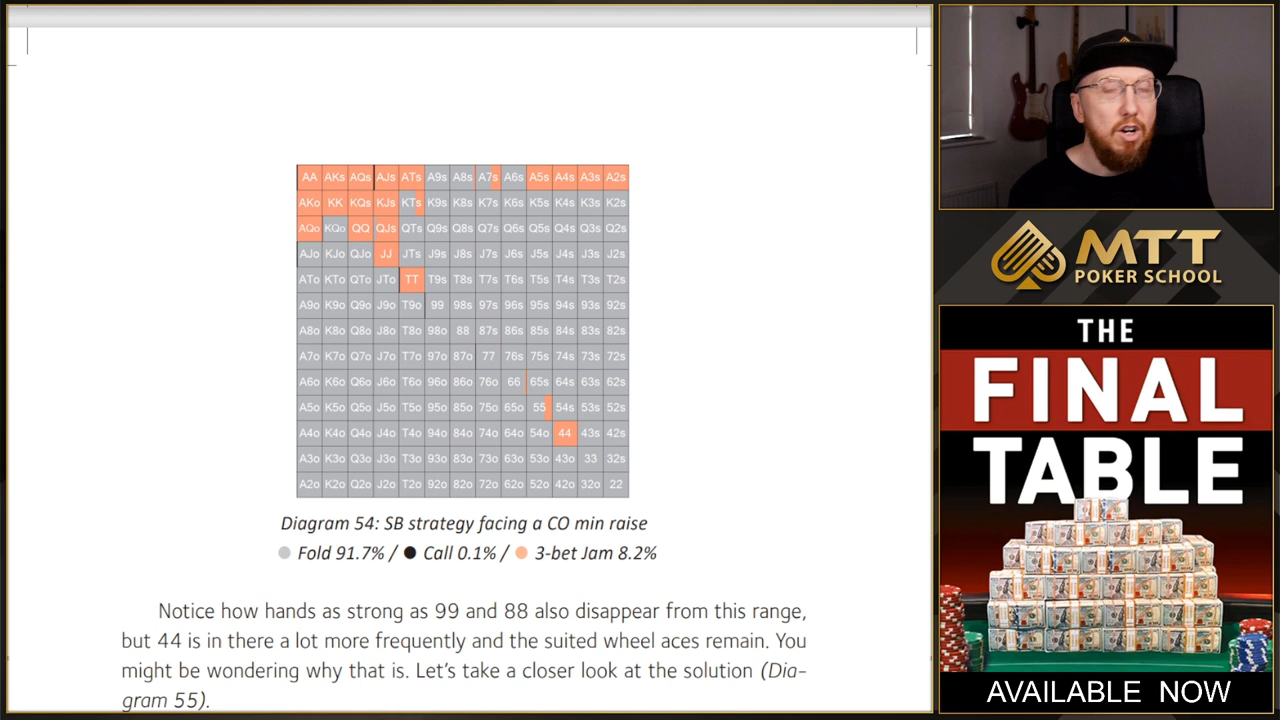 AA AKs AQs AJs ATs A9s A8s A7s A6s A5s A4s A3s A2s
AKo KK KQs KJs KTs K9s K8s K7s K6s K5s K4s K3s K2s
AQo KQo QQ QJs QTs Q9s Q8s Q7s Q6s Q5s Q4s Q3s Q2s
AJo KJo QJo JJ JTs J9s J8s J7s J6s J5s J4s J3s J2s
ATo KTo QTo JTo TT T9s T8s T7s T6s T5s T4s T3s T2s
A9o K9o Q9o J9o T9o 99 98s 97s 96s 95s 94s 93s 92s
A8o K8o Q8o J8o T8o 98o 88 87s 86s 85s 84s 83s 82s
A7o K7o Q7o J7o T7o 97o 87o 77 76s 75s 74s 73s 72s
A6o K6o Q6o J6o T6o 96o 86o 76o 66 65s 64s 63s 62s
A5o K5o Q5o J5o T5o 95o 85o 75o 65o 55 54s 53s 52s
A4o K4o Q4o J4o T4o 94o 84o 74o 64o 54o 44 43s 42s
A3o K3o Q3o J3o T3o 93o 83o 73o 63o 53o 43o 33 32s
A2o K2o Q2o J2o T2o 92o 82o 72o 62o 52o 42o 32o 22
Diagram 54: SB strategy facing a CO min raise
Fold 91.7% / Call 0.1% / 3-bet Jam 8.2%
Notice how hands as strong as 99 and 88 also disappear from this range,
but 44 is in there a lot more frequently and the suited wheel aces remain. You
might be wondering why that is. Let's take a closer look at the solution (Dia-
gram 55).
MTT
POKER SCHOOL
THE
FINAL
TABLE
AVAILABLE NOW